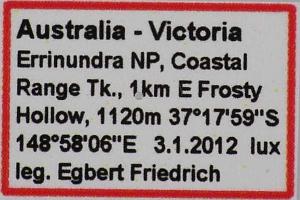 Australia - Victoria
Errinundra NP, Coastal
Range Tk., 1km E Frosty
Hollow, 1120m 37°17'59"S
148°58'06"E 3.1.2012 lux
leg. Egbert Friedrich